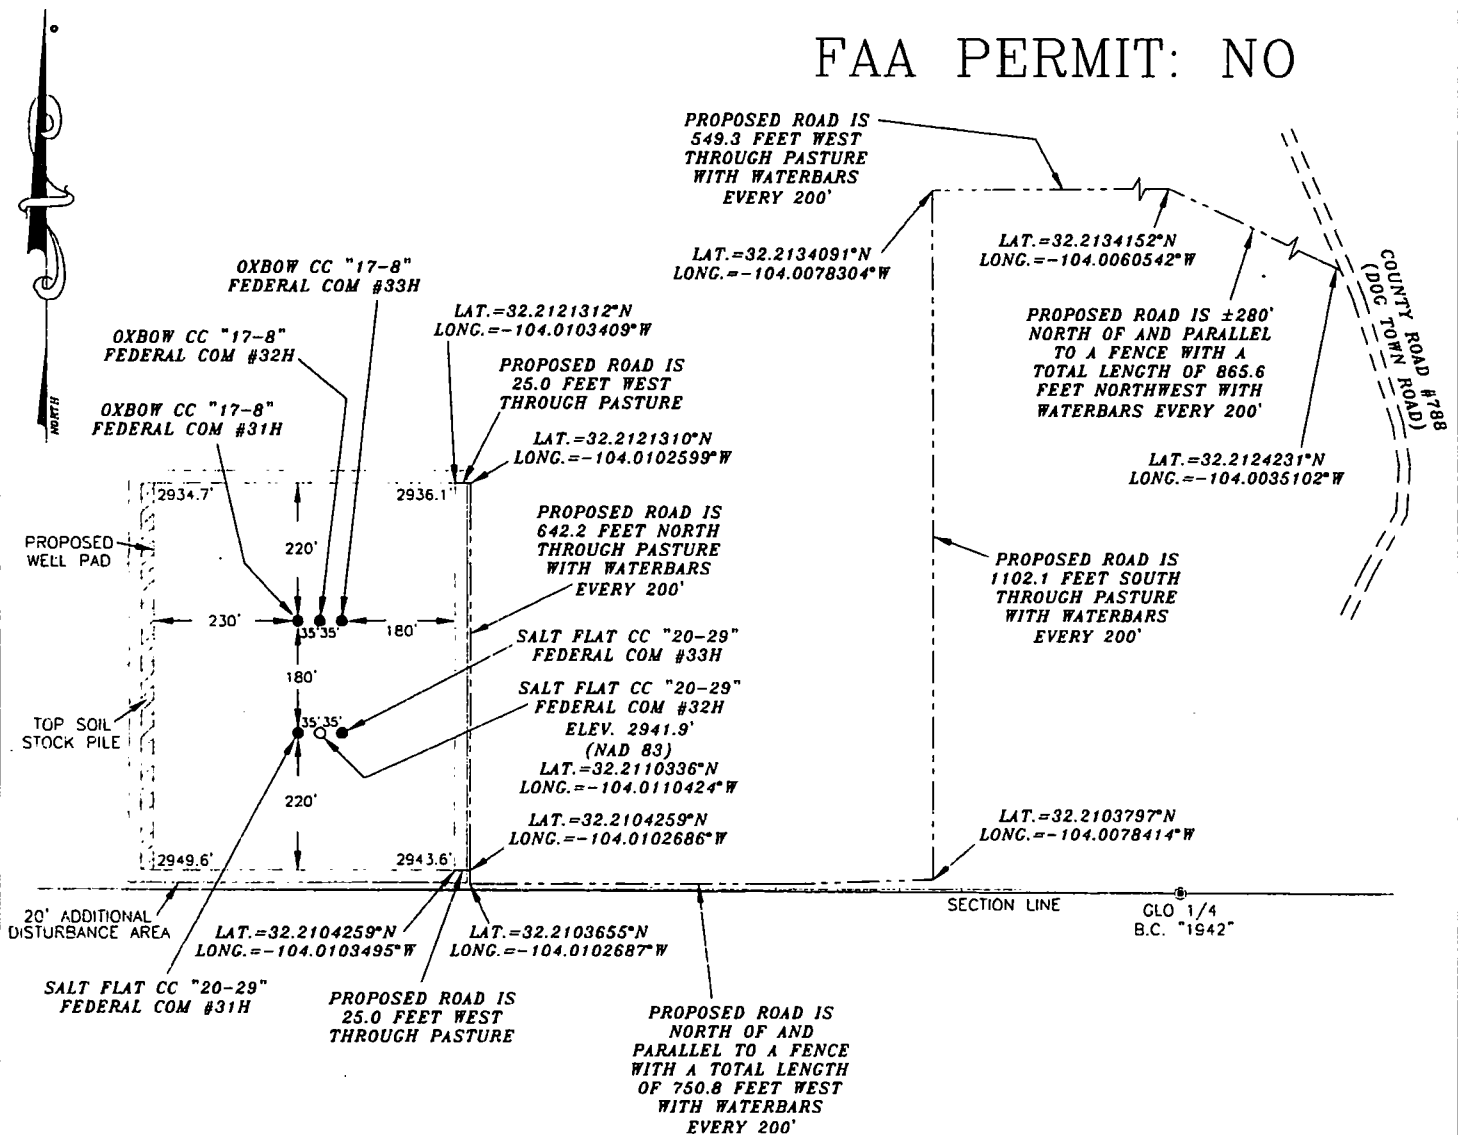 FAA PERMIT: NO
PROPOSED ROAD IS
549.3 FEET WEST
THROUGH PASTURE
WITH WATERBARS
EVERY 200'
LAT.=32.2134091°N
LONG.=-104.0078304°W
LAT.=32.2134152°N
LONG.=-104.0060542°W
COUNTY ROAD #788
(DOG TOWN ROAD)
OXBOW CC "17-8"
FEDERAL COM #33H
LAT.=32.2121312°N
LONG.=-104.0103409°W
OXBOW CC "17-8"
FEDERAL COM #32H
PROPOSED ROAD IS ±280'
NORTH OF AND PARALLEL
TO A FENCE WITH A
TOTAL LENGTH OF 865.6
FEET NORTHWEST WITH
WATERBARS EVERY 200'
PROPOSED ROAD IS
25.0 FEET WEST
THROUGH PASTURE
NORTH
OXBOW CC "17-8"
FEDERAL COM #31H
LAT.=32.2121310°N
LONG.=-104.0102599°W
LAT.=32.2124231°N
LONG.=-104.0035102°W
2934.7'
2936.1'
PROPOSED ROAD IS
642.2 FEET NORTH
THROUGH PASTURE
WITH WATERBARS
EVERY 200'
PROPOSED
WELL PAD
220'
PROPOSED ROAD IS
1102.1 FEET SOUTH
THROUGH PASTURE
WITH WATERBARS
EVERY 200'
230'
35' 35'
180'
SALT FLAT CC "20-29"
FEDERAL COM #33H
180'
SALT FLAT CC "20-29"
FEDERAL COM #32H
ELEV. 2941.9'
(NAD 83)
LAT.=32.2110336°N
LONG.=-104.0110424°W
TOP SOIL
STOCK PILE
35' 35'
220'
LAT.=32.2104259°N
LONG.=-104.0102686°W
LAT.=32.2103797°N
LONG.=-104.0078414°W
2949.6'
2943.6'
SECTION LINE
GLO 1/4
B.C. "1942"
20' ADDITIONAL
DISTURBANCE AREA
LAT.=32.2104259°N
LONG.=-104.0103495°W
LAT.=32.2103655°N
LONG.=-104.0102687°W
SALT FLAT CC "20-29"
FEDERAL COM #31H
PROPOSED ROAD IS
25.0 FEET WEST
THROUGH PASTURE
PROPOSED ROAD IS
NORTH OF AND
PARALLEL TO A FENCE
WITH A TOTAL LENGTH
OF 750.8 FEET WEST
WITH WATERBARS
EVERY 200'